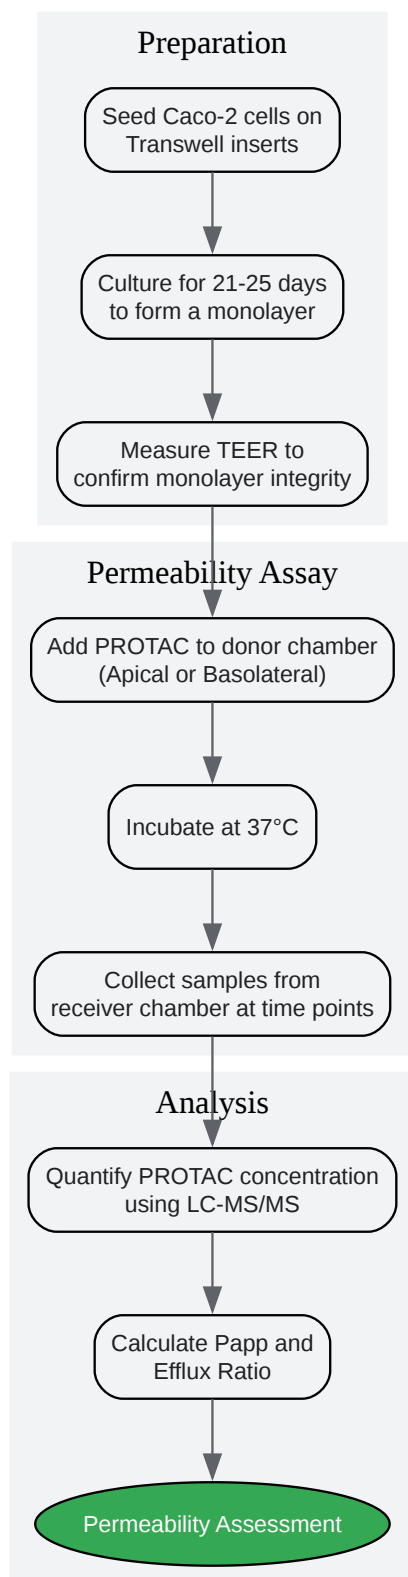 Preparation
Seed Caco-2 cells on
Transwell inserts
Culture for 21-25 days
to form a monolayer
Measure TEER to
confirm monolayer integrity
Permeability Assay
Add PROTAC to donor chamber
(Apical or Basolateral)
Incubate at 37°C
Collect samples from
receiver chamber at time points
Analysis
Quantify PROTAC concentration
using LC-MS/MS
Calculate Papp and
Efflux Ratio
Permeability Assessment